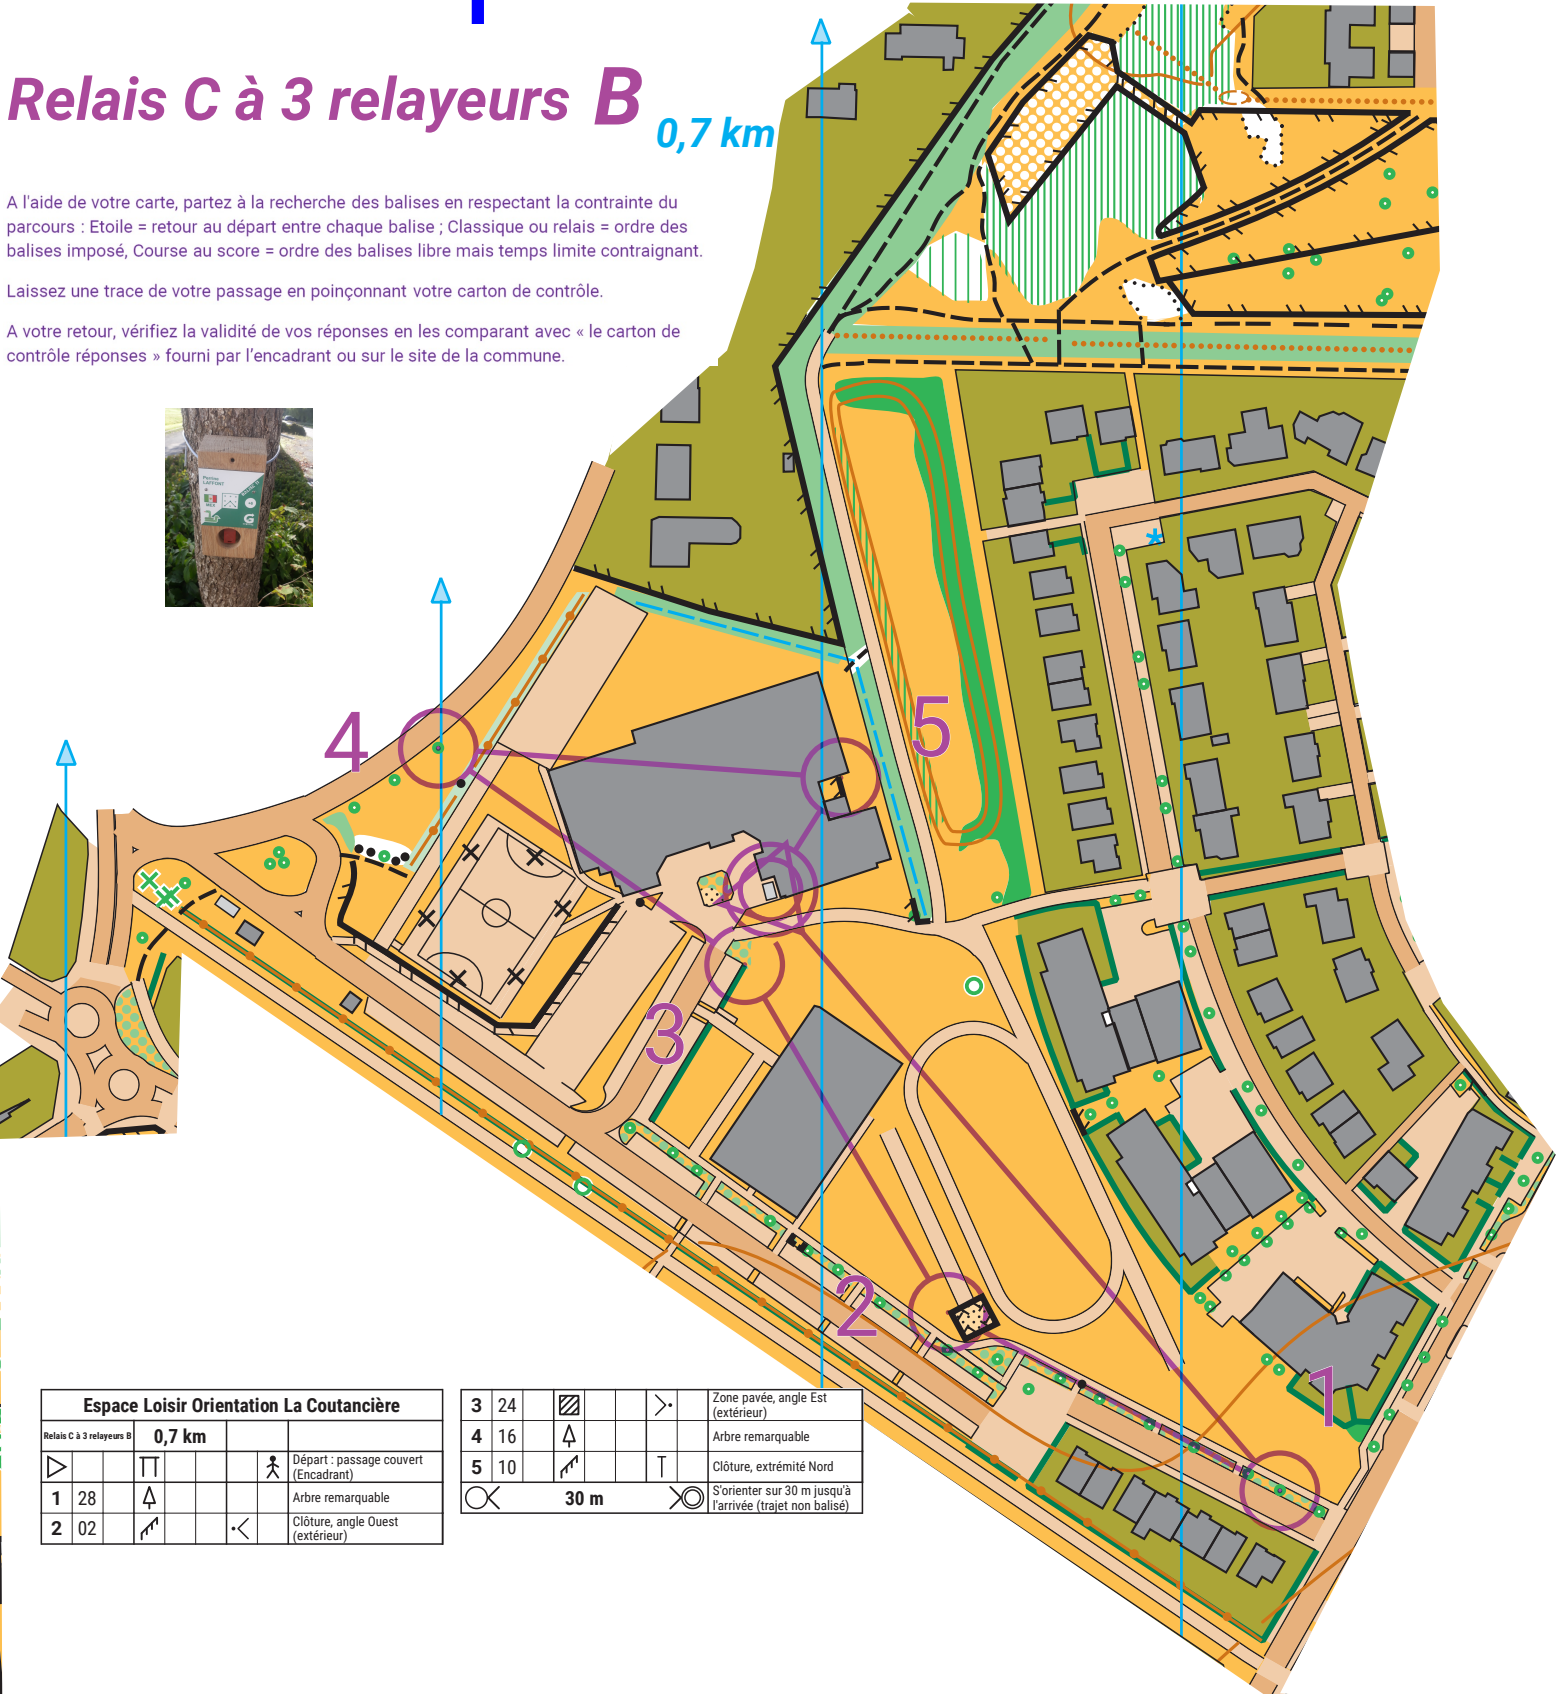 Relais C à 3 relayeurs B
0,7 km
A l'aide de votre carte, partez à la recherche des balises en respectant la contrainte du
parcours : Etoile = retour au départ entre chaque balise ; Classique ou relais = ordre des
balises imposé, Course au score = ordre des balises libre mais temps limite contraignant.
Laissez une trace de votre passage en poinçonnant votre carton de contrôle.
A votre retour, vérifiez la validité de vos réponses en les comparant avec « le carton de
contrôle réponses » fourni par l'encadrant ou sur le site de la commune.
4
5
3
2
1
Espace Loisir Orientation La Coutancière
Relais C à 3 relayeurs B 0,7 km
Départ : passage couvert
(Encadrant)
1 28 Arbre remarquable
2 02 Clôture, angle Ouest
(extérieur)
3 24 Zone pavée, angle Est
(extérieur)
4 16 Arbre remarquable
5 10 Clôture, extrémité Nord
30 m S'orienter sur 30 m jusqu'à
l'arrivée (trajet non balisé)